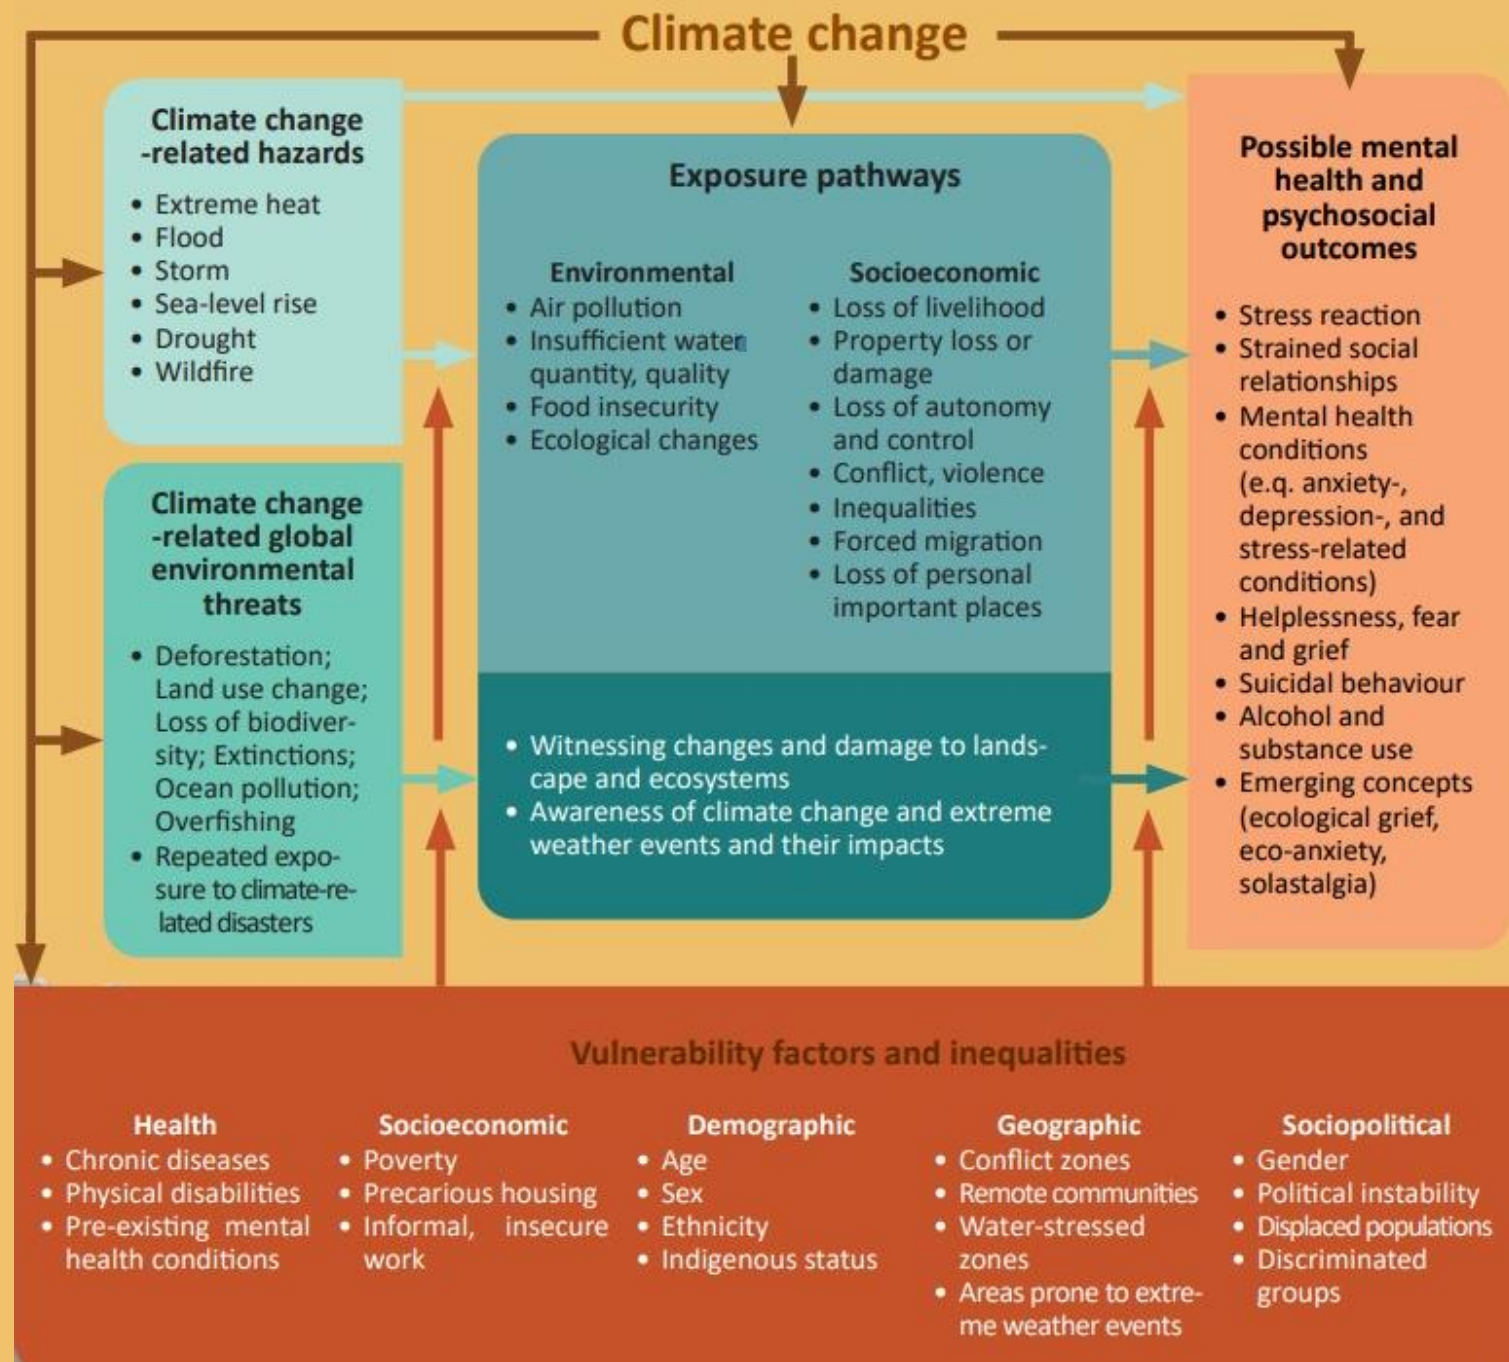 Climate change
Climate change
-related hazards
• Extreme heat
• Flood
• Storm
• Sea-level rise
• Drought
• Wildfire
Climate change
-related global
environmental
threats
• Deforestation;
Land use change;
Loss of biodiver-
sity; Extinctions;
Ocean pollution;
Overfishing
• Repeated expo-
sure to climate-re-
lated disasters
Exposure pathways
Environmental
• Air pollution
• Insufficient water
quantity, quality
• Food insecurity
• Ecological changes
Socioeconomic
• Loss of livelihood
• Property loss or
damage
• Loss of autonomy
and control
• Conflict, violence
• Inequalities
• Forced migration
• Loss of personal
important places
• Witnessing changes and damage to lands-
cape and ecosystems
• Awareness of climate change and extreme
weather events and their impacts
Possible mental
health and
psychosocial
outcomes
• Stress reaction
• Strained social
relationships
• Mental health
conditions
(e.q. anxiety-,
depression-, and
stress-related
conditions)
• Helplessness, fear
and grief
• Suicidal behaviour
• Alcohol and
substance use
• Emerging concepts
(ecological grief,
eco-anxiety,
solastalgia)
Vulnerability factors and inequalities
Health
• Chronic diseases
• Physical disabilities
• Pre-existing mental
health conditions
Socioeconomic
• Poverty
• Precarious housing
• Informal, insecure
work
Demographic
• Age
• Sex
• Ethnicity
• Indigenous status
Geographic
• Conflict zones
• Remote communities
• Water-stressed
zones
• Areas prone to extre-
me weather events
Sociopolitical
• Gender
• Political instability
• Displaced populations
• Discriminated
groups